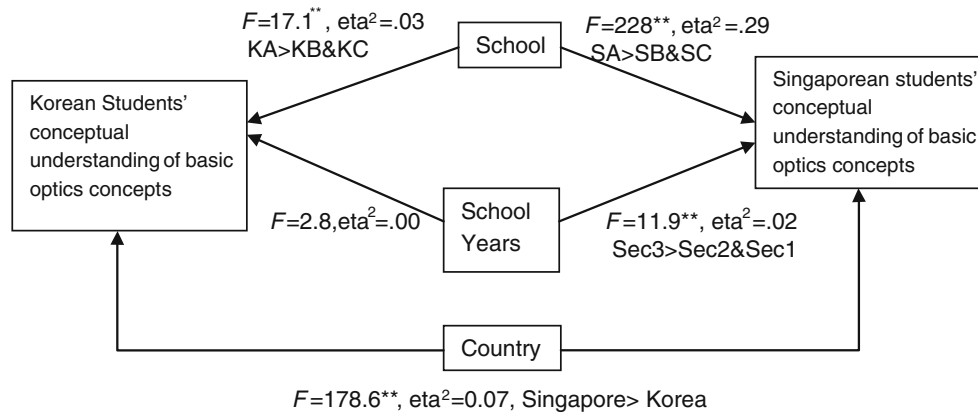 F=17.1**, eta²=.03
KA>KB&KC
School
F=228**, eta²=.29
SA>SB&SC
Korean Students'
conceptual
understanding of basic
optics concepts
Singaporean students'
conceptual
understanding of basic
optics concepts
F=2.8,eta²=.00
School
Years
F=11.9**, eta²=.02
Sec3>Sec2&Sec1
Country
F=178.6**, eta²=0.07, Singapore> Korea